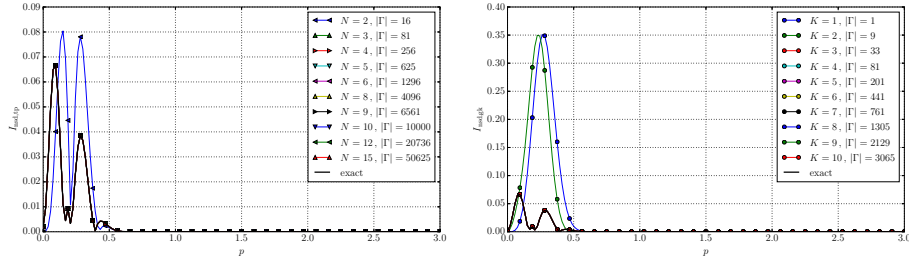 0.09
0.08
0.07
0.06
0.05
0.04
0.03
0.02
0.01
0.00
I_nsd,tp
0.0 0.5 1.0 1.5 2.0 2.5 3.0
p
N = 2, |Γ| = 16
N = 3, |Γ| = 81
N = 4, |Γ| = 256
N = 5, |Γ| = 625
N = 6, |Γ| = 1296
N = 8, |Γ| = 4096
N = 9, |Γ| = 6561
N = 10, |Γ| = 10000
N = 12, |Γ| = 20736
N = 15, |Γ| = 50625
exact
0.40
0.35
0.30
0.25
0.20
0.15
0.10
0.05
0.00
I_nsd,gk
0.0 0.5 1.0 1.5 2.0 2.5 3.0
p
K = 1, |Γ| = 1
K = 2, |Γ| = 9
K = 3, |Γ| = 33
K = 4, |Γ| = 81
K = 5, |Γ| = 201
K = 6, |Γ| = 441
K = 7, |Γ| = 761
K = 8, |Γ| = 1305
K = 9, |Γ| = 2129
K = 10, |Γ| = 3065
exact